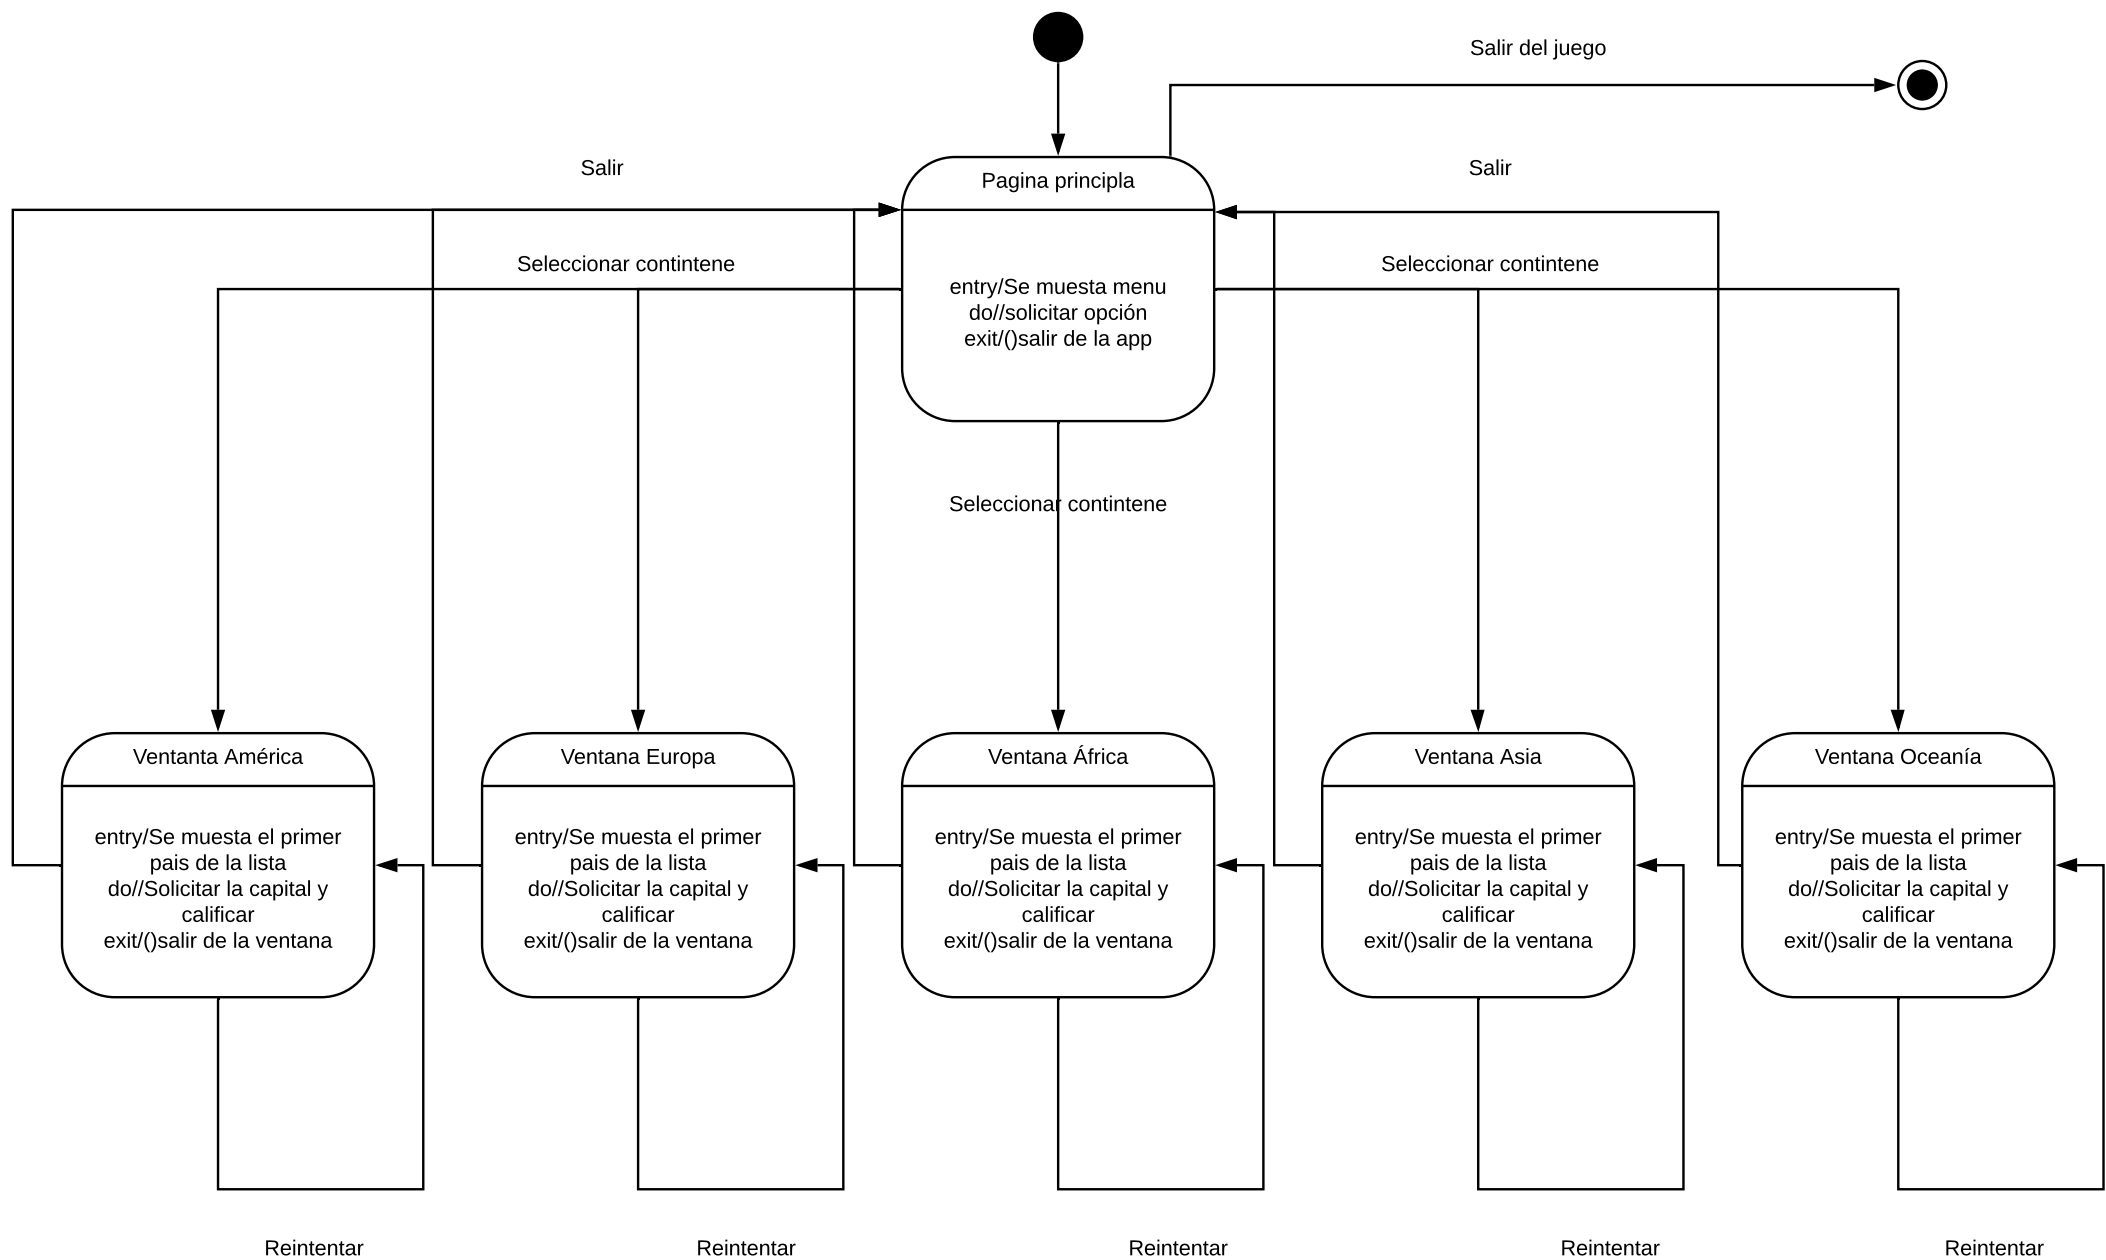 Salir del juego
Salir
Pagina principla
Salir
Seleccionar contintene
entry/Se muesta menu
do//solicitar opción
exit/()salir de la app
Seleccionar contintene
Seleccionar contintene
Ventanta América
entry/Se muesta el primer
pais de la lista
do//Solicitar la capital y
calificar
exit/()salir de la ventana
Ventana Europa
entry/Se muesta el primer
pais de la lista
do//Solicitar la capital y
calificar
exit/()salir de la ventana
Ventana África
entry/Se muesta el primer
pais de la lista
do//Solicitar la capital y
calificar
exit/()salir de la ventana
Ventana Asia
entry/Se muesta el primer
pais de la lista
do//Solicitar la capital y
calificar
exit/()salir de la ventana
Ventana Oceanía
entry/Se muesta el primer
pais de la lista
do//Solicitar la capital y
calificar
exit/()salir de la ventana
Reintentar
Reintentar
Reintentar
Reintentar
Reintentar